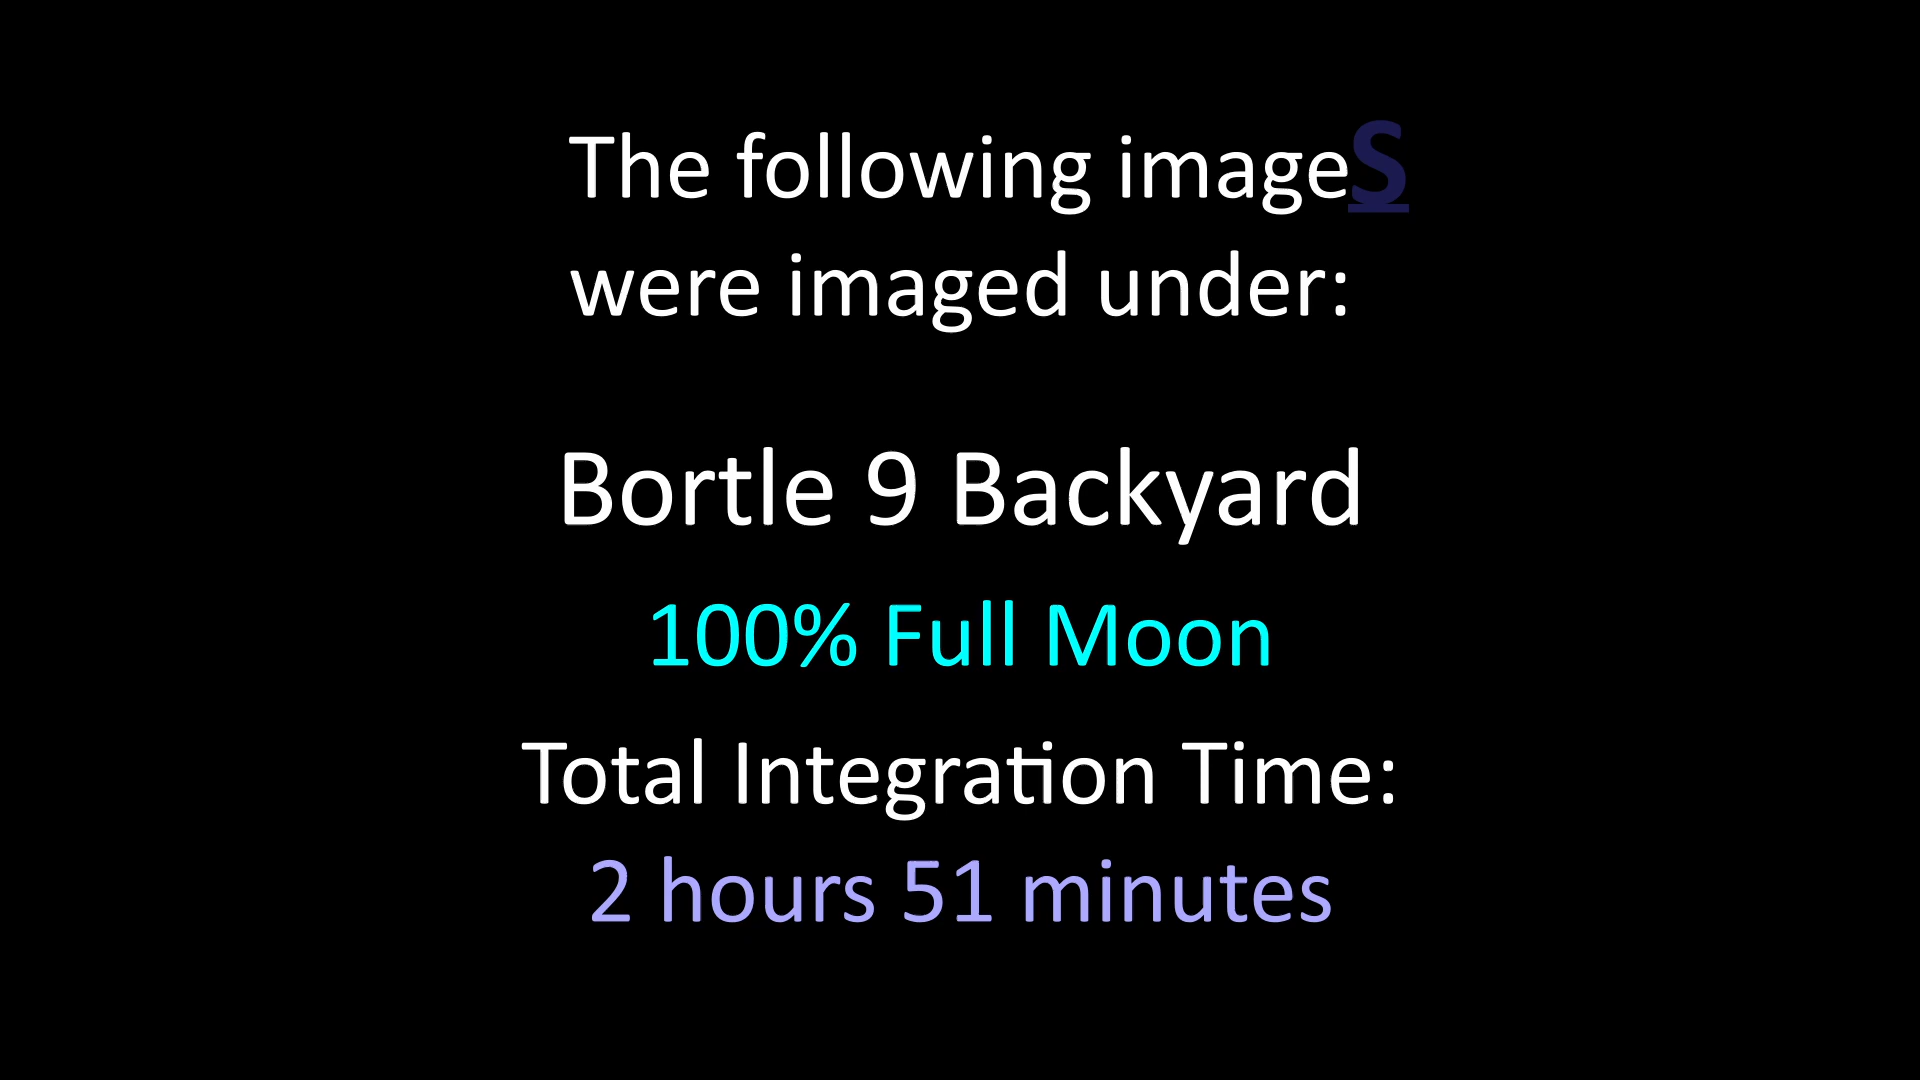 The following imageS
were imaged under:
Bortle 9 Backyard
100% Full Moon
Total Integration Time:
2 hours 51 minutes